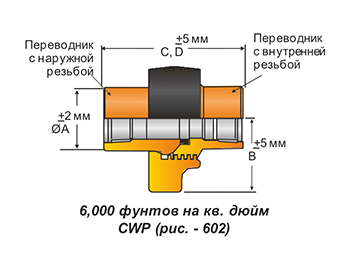 ±5 мм
C, D
Переводник
с наружной
резьбой
Переводник
с внутренней
резьбой
±2 мм
ØA
±5 мм
B
6,000 фунтов на кв. дюйм
CWP (рис. - 602)